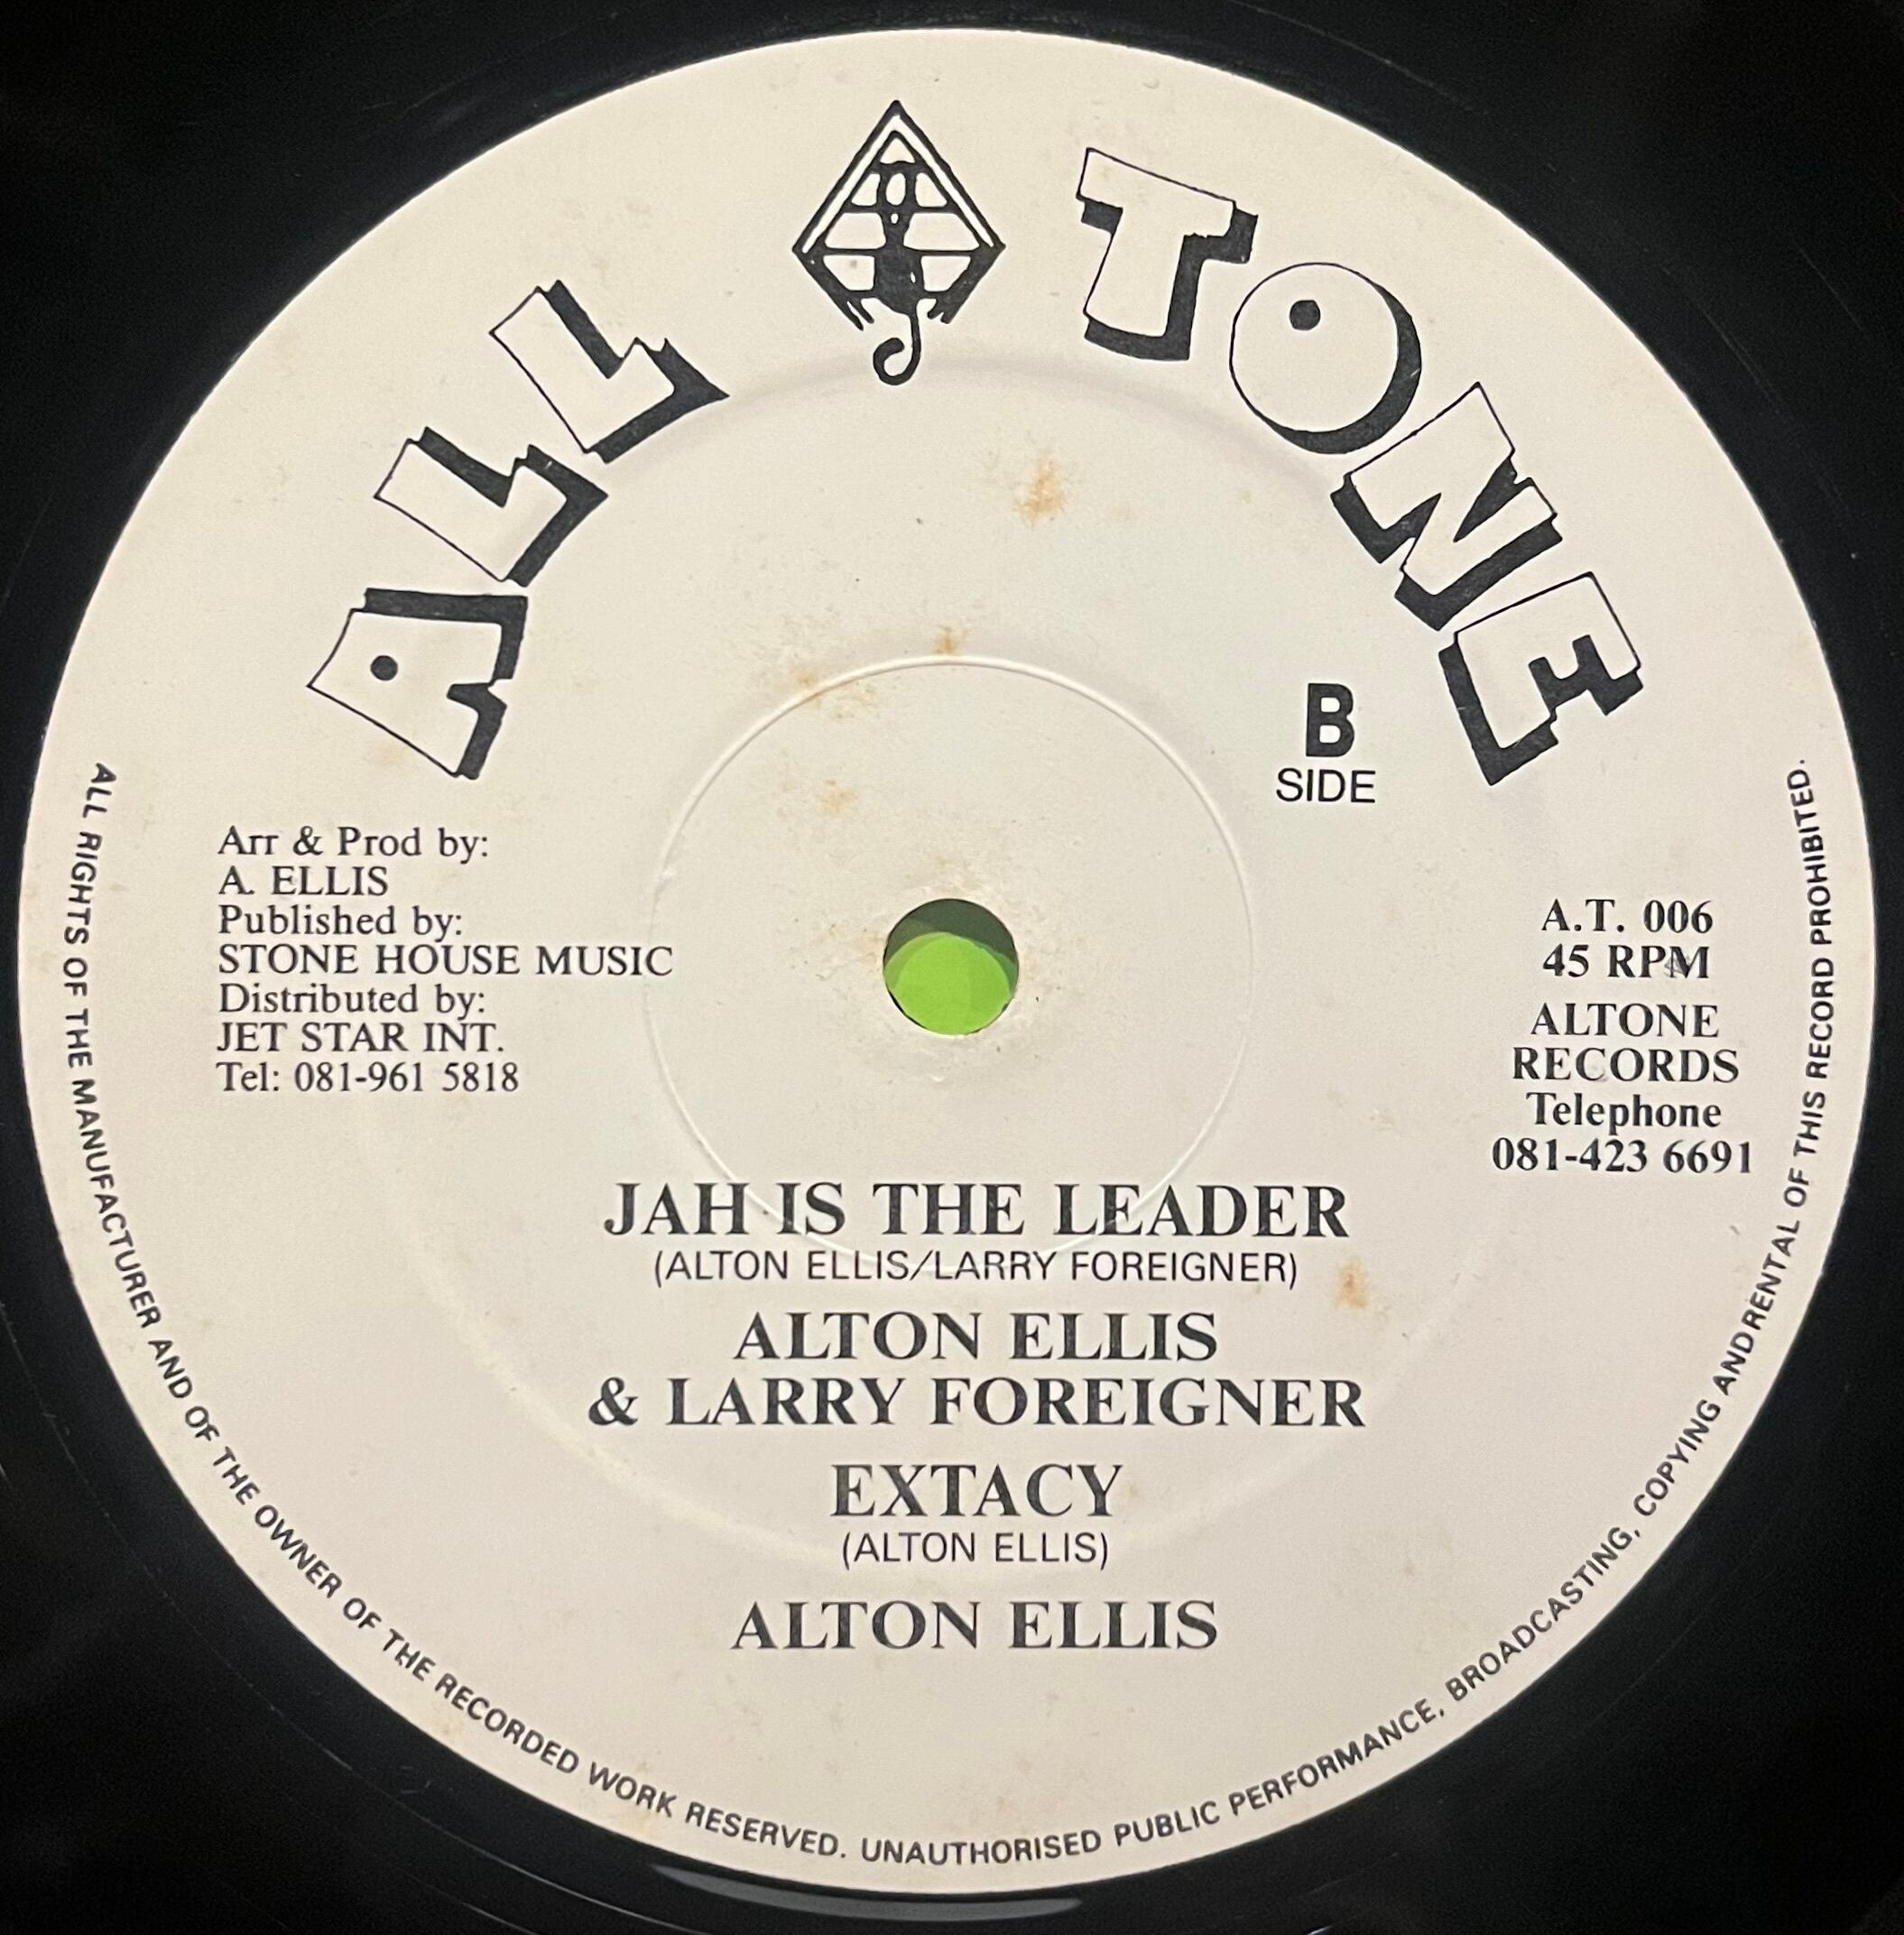 ALL TONE
B
SIDE
Arr & Prod by:
A. ELLIS
Published by:
STONE HOUSE MUSIC
Distributed by:
JET STAR INT.
Tel: 081-961 5818
A.T. 006
45 RPM
ALTONE
RECORDS
Telephone
081-423 6691
JAH IS THE LEADER
(ALTON ELLIS/LARRY FOREIGNER)
ALTON ELLIS
& LARRY FOREIGNER
EXTACY
(ALTON ELLIS)
ALTON ELLIS
ALL RIGHTS OF THE MANUFACTURER AND OF THE OWNER OF THE RECORDED WORK RESERVED. UNAUTHORISED PUBLIC PERFORMANCE, BROADCASTING, COPYING ANDRENTAL OF THIS RECORD PROHIBITED.